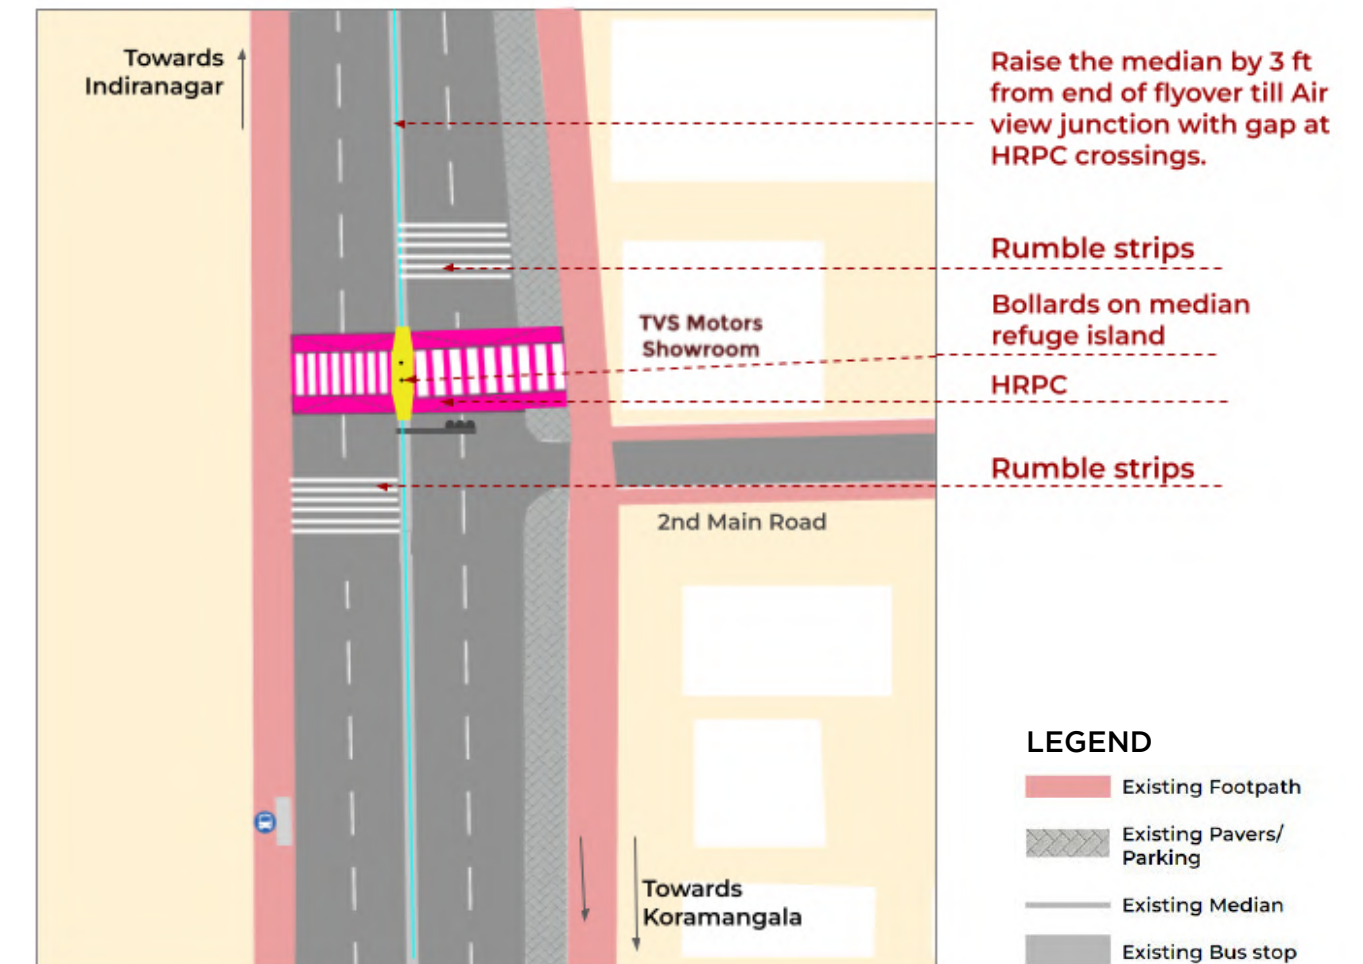 Towards
Indiranagar
Raise the median by 3 ft
from end of flyover till Air
view junction with gap at
HRPC crossings.
Rumble strips
Bollards on median
refuge island
TVS Motors
Showroom
HRPC
Rumble strips
2nd Main Road
Towards
Koramangala
LEGEND
Existing Footpath
Existing Pavers/
Parking
Existing Median
Existing Bus stop